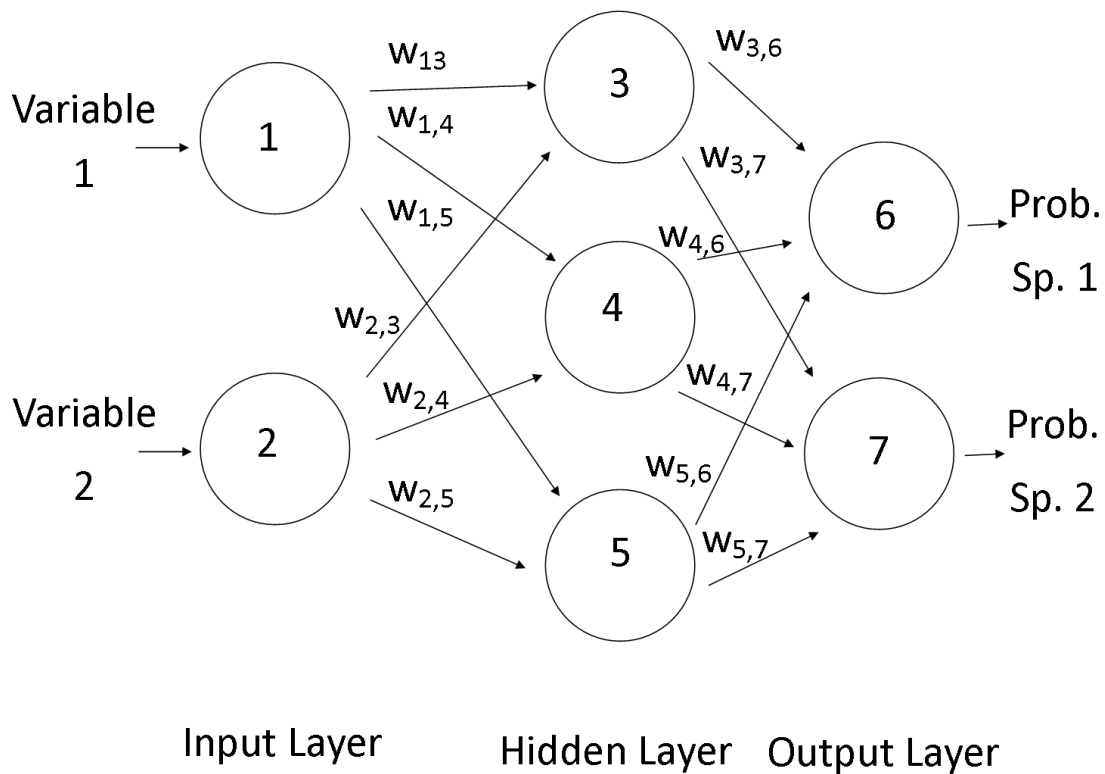 Variable
1
1
w13
w1,4
w1,5
3
w3,6
w3,7
6
Prob.
Sp. 1
w4,6
4
w2,3
Variable
2
2
w2,4
w2,5
w4,7
w5,6
7
Prob.
Sp. 2
5
w5,7
Input Layer
Hidden Layer
Output Layer